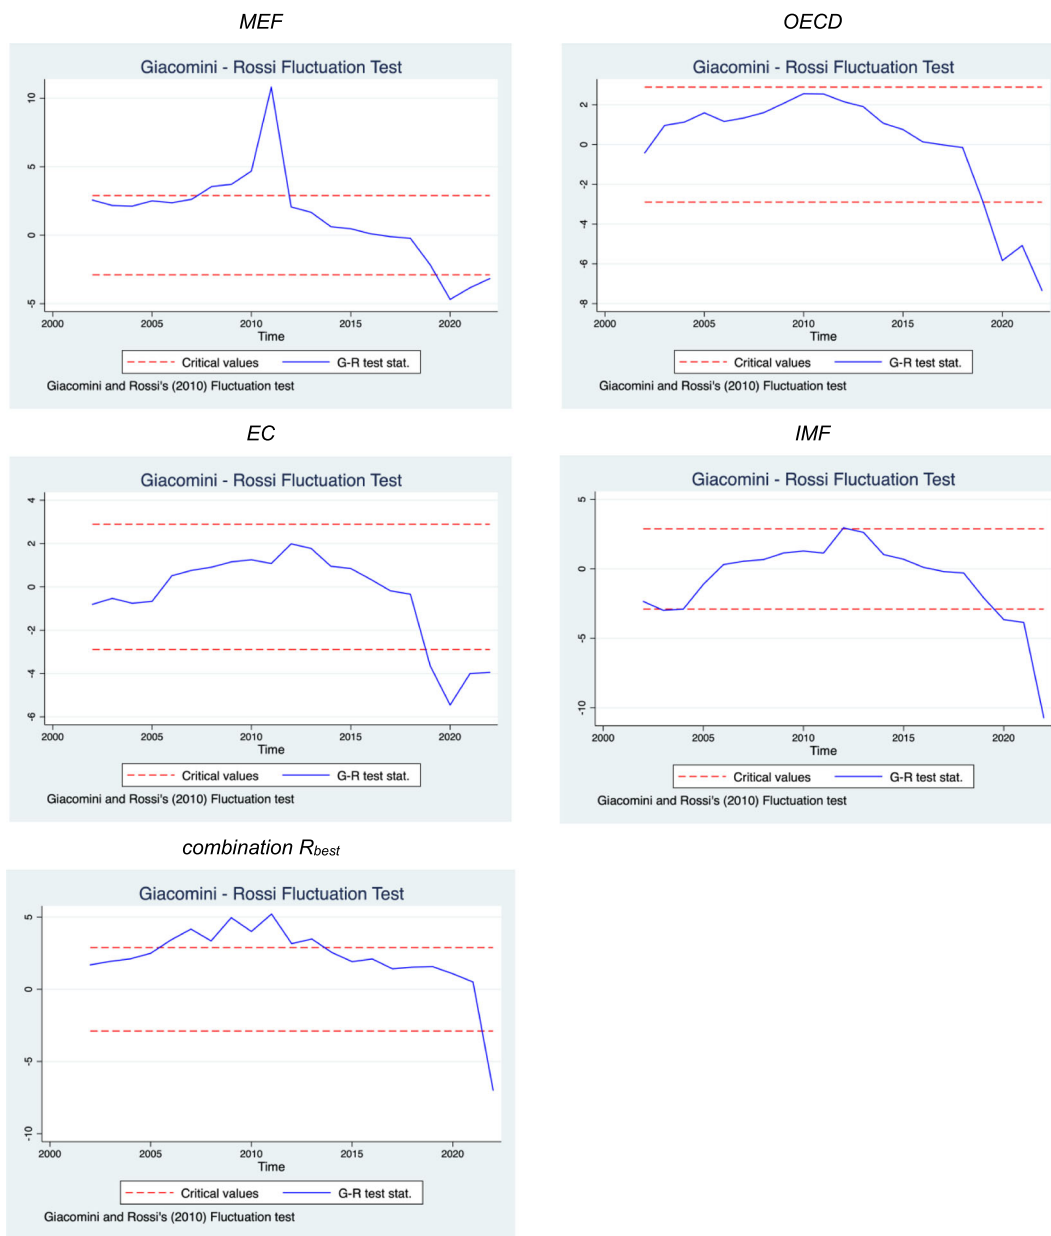 MEF
Giacomini - Rossi Fluctuation Test
10
5
0
-5
2000 2005 2010 2015 2020
Time
Critical values G-R test stat.
Giacomini and Rossi's (2010) Fluctuation test
OECD
Giacomini - Rossi Fluctuation Test
2
0
-2
-4
-6
-8
2000 2005 2010 2015 2020
Time
Critical values G-R test stat.
Giacomini and Rossi's (2010) Fluctuation test
EC
Giacomini - Rossi Fluctuation Test
4
2
0
-2
-4
-6
2000 2005 2010 2015 2020
Time
Critical values G-R test stat.
Giacomini and Rossi's (2010) Fluctuation test
IMF
Giacomini - Rossi Fluctuation Test
5
0
-5
-10
2000 2005 2010 2015 2020
Time
Critical values G-R test stat.
Giacomini and Rossi's (2010) Fluctuation test
combination Rbest
Giacomini - Rossi Fluctuation Test
5
0
-5
-10
2000 2005 2010 2015 2020
Time
Critical values G-R test stat.
Giacomini and Rossi's (2010) Fluctuation test